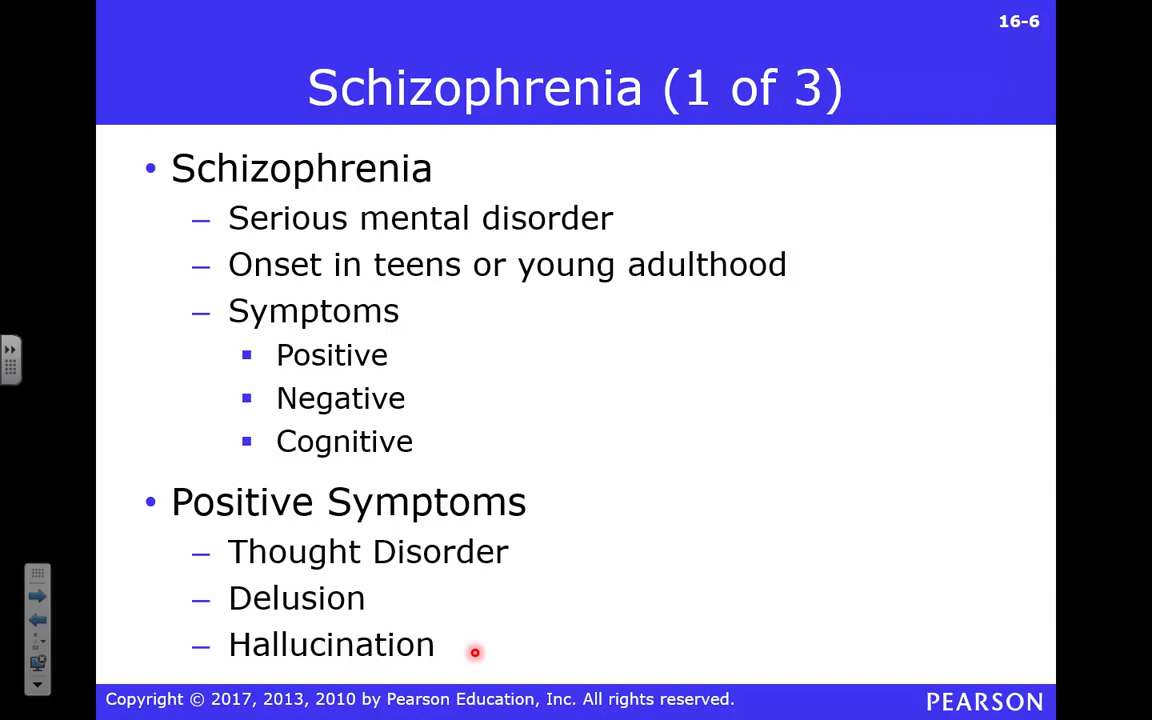 16-6
Schizophrenia (1 of 3)
• Schizophrenia
– Serious mental disorder
– Onset in teens or young adulthood
– Symptoms
▪ Positive
▪ Negative
▪ Cognitive
• Positive Symptoms
– Thought Disorder
– Delusion
– Hallucination
Copyright © 2017, 2013, 2010 by Pearson Education, Inc. All rights reserved. PEARSON